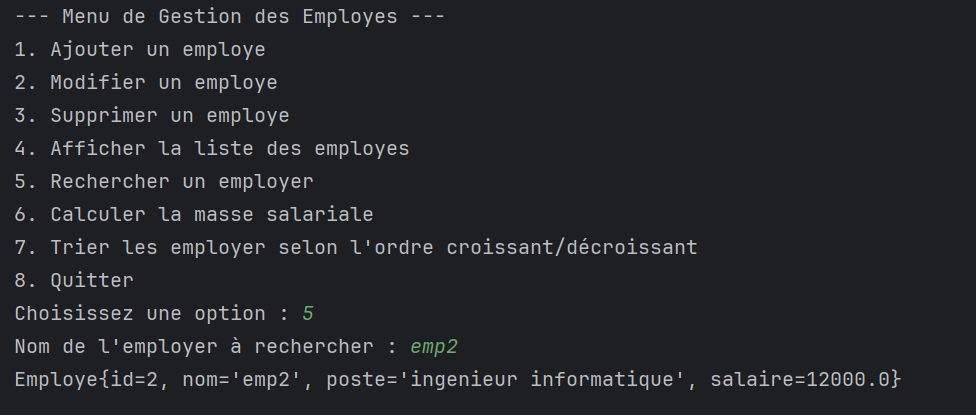 --- Menu de Gestion des Employes ---
1. Ajouter un employe
2. Modifier un employe
3. Supprimer un employe
4. Afficher la liste des employes
5. Rechercher un employer
6. Calculer la masse salariale
7. Trier les employer selon l'ordre croissant/décroissant
8. Quitter
Choisissez une option : 5
Nom de l'employer à rechercher : emp2
Employe{id=2, nom='emp2', poste='ingenieur informatique', salaire=12000.0}